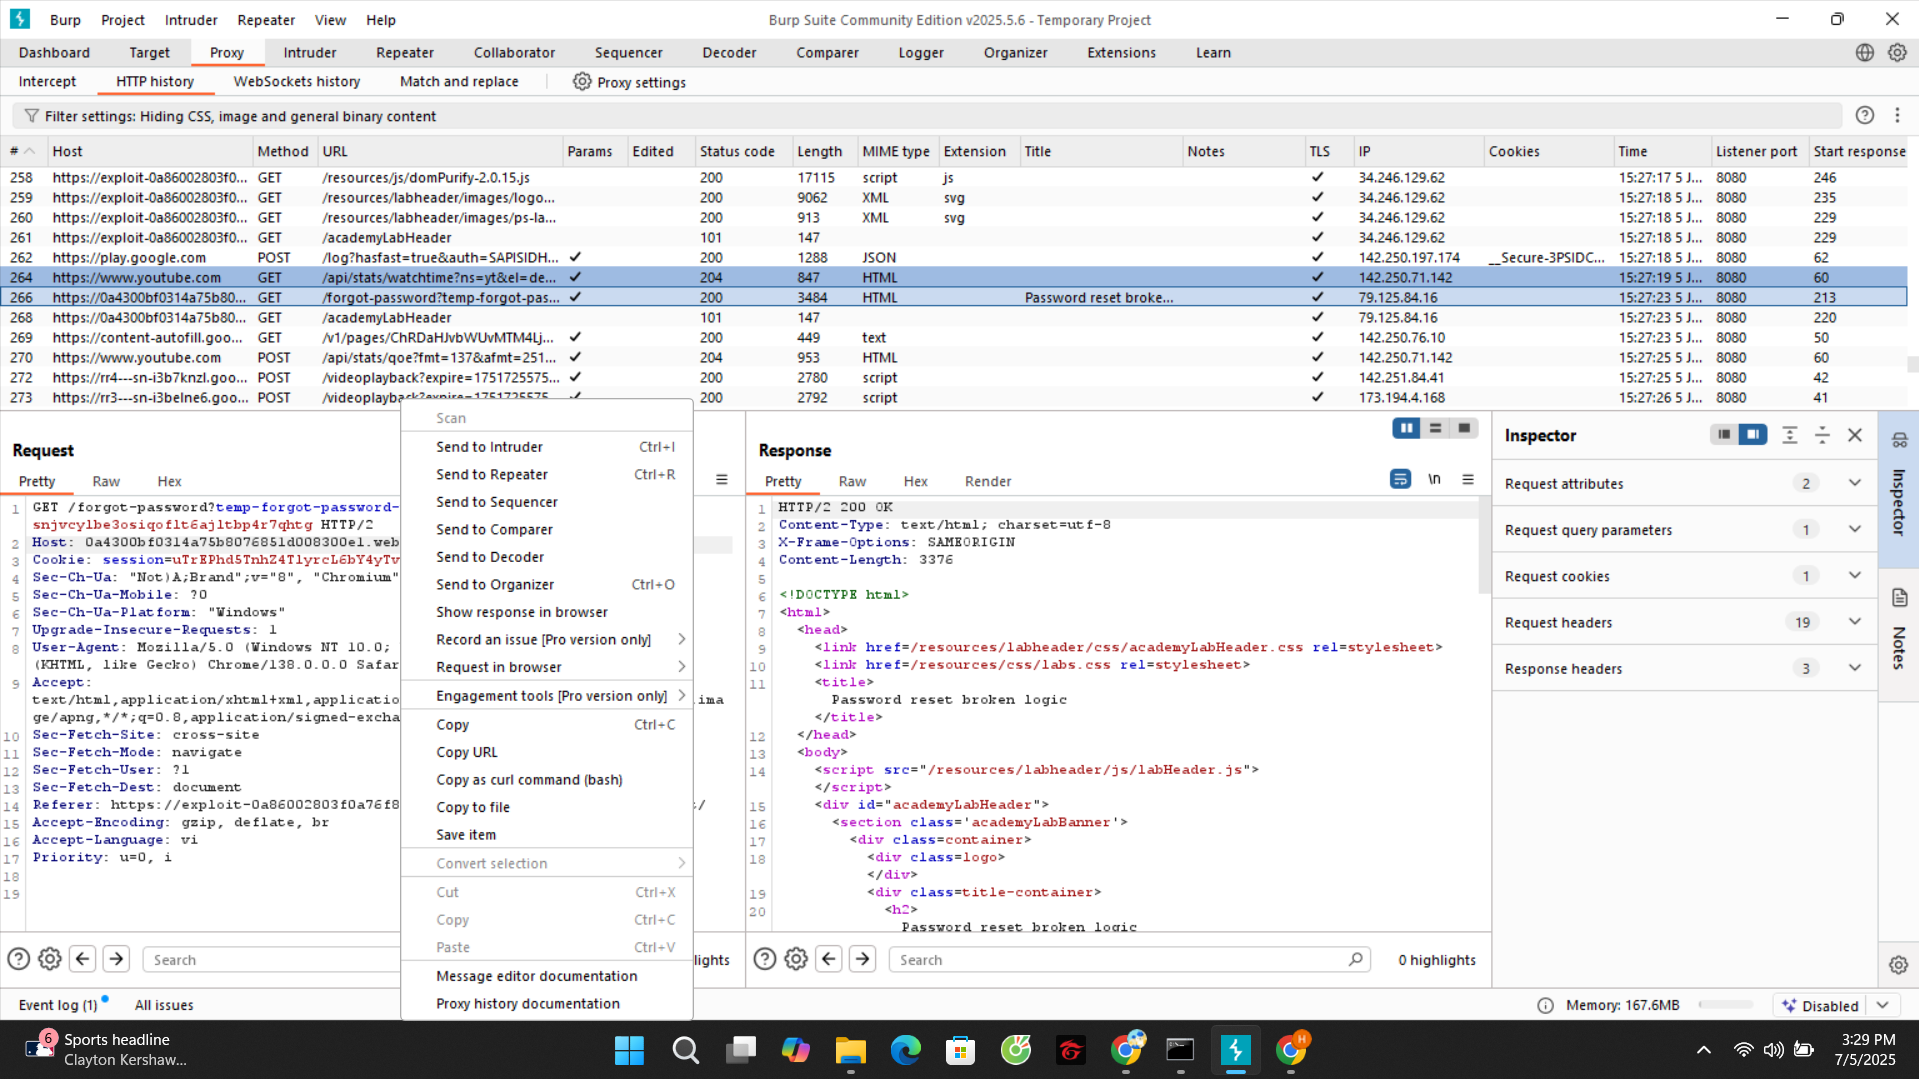 Burp Project Intruder Repeater View Help Burp Suite Community Edition v2025.5.6 - Temporary Project
Dashboard Target Proxy Intruder Repeater Collaborator Sequencer Decoder Comparer Logger Organizer Extensions Learn
Intercept HTTP history WebSockets history Match and replace Proxy settings
Filter settings: Hiding CSS, image and general binary content
# Host Method URL Params Edited Status code Length MIME type Extension Title Notes TLS IP Cookies Time Listener port Start response
258 https://exploit-0a86002803f0... GET /resources/js/domPurify-2.0.15.js 200 17115 script js ✓ 34.246.129.62 15:27:17 5 J... 8080 246
259 https://exploit-0a86002803f0... GET /resources/labheader/images/logo... 200 9062 XML svg ✓ 34.246.129.62 15:27:18 5 J... 8080 235
260 https://exploit-0a86002803f0... GET /resources/labheader/images/ps-la... 200 913 XML svg ✓ 34.246.129.62 15:27:18 5 J... 8080 229
261 https://exploit-0a86002803f0... GET /academyLabHeader 101 147 ✓ 34.246.129.62 15:27:18 5 J... 8080 229
262 https://play.google.com POST /log?hasfast=true&auth=SAPISIDH... ✓ 200 1288 JSON ✓ 142.250.197.174 __Secure-3PSIDC... 15:27:18 5 J... 8080 62
264 https://www.youtube.com GET /api/stats/watchtime?ns=yt&el=de... ✓ 204 847 HTML ✓ 142.250.71.142 15:27:19 5 J... 8080 60
266 https://0a4300bf0314a75b80... GET /forgot-password?temp-forgot-pas... ✓ 200 3484 HTML Password reset broke... ✓ 79.125.84.16 15:27:23 5 J... 8080 213
268 https://0a4300bf0314a75b80... GET /academyLabHeader 101 147 ✓ 79.125.84.16 15:27:23 5 J... 8080 220
269 https://content-autofill.goo... GET /v1/pages/ChRDaHJvbWUvMTM4Lj... ✓ 200 449 text ✓ 142.250.76.10 15:27:23 5 J... 8080 50
270 https://www.youtube.com POST /api/stats/qoe?fmt=137&afmt=251... ✓ 204 953 HTML ✓ 142.250.71.142 15:27:25 5 J... 8080 60
272 https://rr4---sn-i3b7knzl.goo... POST /videoplayback?expire=1751725575... ✓ 200 2780 script ✓ 142.251.84.41 15:27:25 5 J... 8080 42
273 https://rr3---sn-i3belne6.goo... POST /videoplayback?expire=1751725575... ✓ 200 2792 script ✓ 173.194.4.168 15:27:26 5 J... 8080 41
Request
Pretty Raw Hex
1 GET /forgot-password?temp-forgot-password-
snjvcylbe3osiqoflt6ajltbp4r7qhtg HTTP/2
2 Host: 0a4300bf0314a75b8076851d008300e1.web
3 Cookie: session=uTrEPhd5TnhZ4TlyrcL6bY4yTv
4 Sec-Ch-Ua: "Not)A;Brand";v="8", "Chromium"
5 Sec-Ch-Ua-Mobile: ?0
6 Sec-Ch-Ua-Platform: "Windows"
7 Upgrade-Insecure-Requests: 1
8 User-Agent: Mozilla/5.0 (Windows NT 10.0;
(KHTML, like Gecko) Chrome/138.0.0.0 Safar
9 Accept:
text/html,application/xhtml+xml,applicatio ima
ge/apng,*/*;q=0.8,application/signed-excha
10 Sec-Fetch-Site: cross-site
11 Sec-Fetch-Mode: navigate
12 Sec-Fetch-User: ?1
13 Sec-Fetch-Dest: document
14 Referer: https://exploit-0a86002803f0a76f8 /
15 Accept-Encoding: gzip, deflate, br
16 Accept-Language: vi
17 Priority: u=0, i
18
19
Search lights
Scan
Send to Intruder Ctrl+I
Send to Repeater Ctrl+R
Send to Sequencer
Send to Comparer
Send to Decoder
Send to Organizer Ctrl+O
Show response in browser
Record an issue [Pro version only]
Request in browser
Engagement tools [Pro version only]
Copy Ctrl+C
Copy URL
Copy as curl command (bash)
Copy to file
Save item
Convert selection
Cut Ctrl+X
Copy Ctrl+C
Paste Ctrl+V
Message editor documentation
Proxy history documentation
Response
Pretty Raw Hex Render
\n
1 HTTP/2 200 OK
2 Content-Type: text/html; charset=utf-8
3 X-Frame-Options: SAMEORIGIN
4 Content-Length: 3376
5
6 <!DOCTYPE html>
7 <html>
8 <head>
9 <link href=/resources/labheader/css/academyLabHeader.css rel=stylesheet>
10 <link href=/resources/css/labs.css rel=stylesheet>
11 <title>
Password reset broken logic
</title>
12 </head>
13 <body>
14 <script src="/resources/labheader/js/labHeader.js">
</script>
15 <div id="academyLabHeader">
16 <section class='academyLabBanner'>
17 <div class=container>
18 <div class=logo>
</div>
19 <div class=title-container>
20 <h2>
Password reset broken logic
Search 0 highlights
Inspector
Request attributes 2
Request query parameters 1
Request cookies 1
Request headers 19
Response headers 3
Inspector
Notes
Event log (1) All issues Memory: 167.6MB Disabled
6 Sports headline
Clayton Kershaw...
H
3:29 PM
7/5/2025